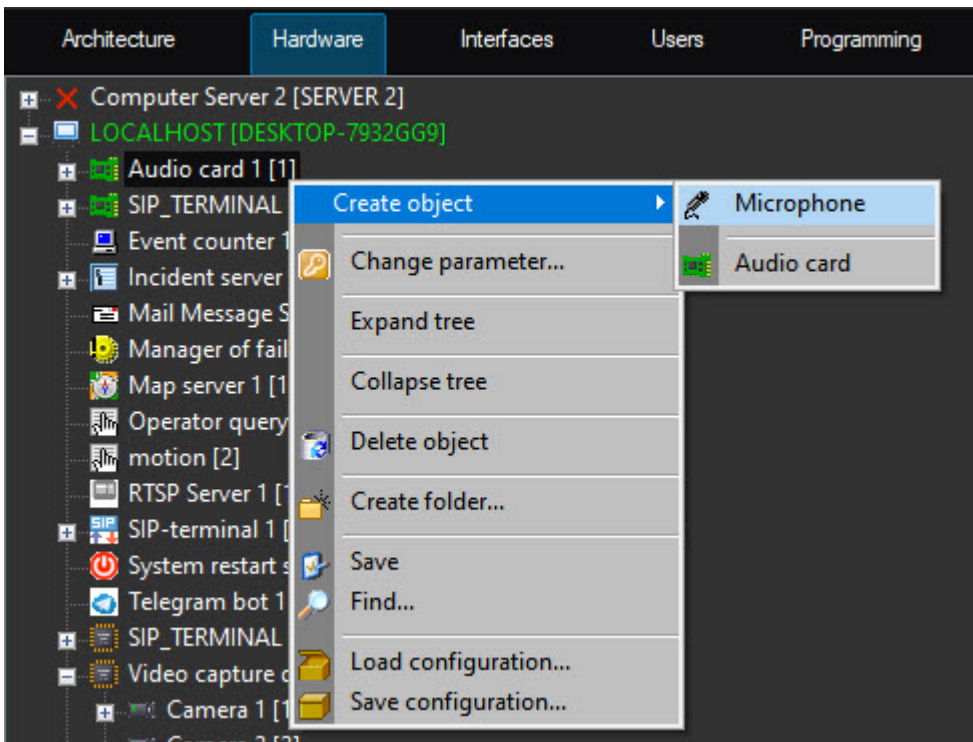 Architecture Hardware Interfaces Users Programming
Computer Server 2 [SERVER 2]
LOCALHOST [DESKTOP-7932GG9]
Audio card 1 [1]
SIP_TERMINAL
Event counter 1
Incident server
Mail Message S
Manager of fail
Map server 1 [1
Operator query
motion [2]
RTSP Server 1 [1
SIP-terminal 1 [
System restart s
Telegram bot 1
SIP_TERMINAL
Video capture d
Camera 1 [1
Create object
Change parameter...
Expand tree
Collapse tree
Delete object
Create folder...
Save
Find...
Load configuration...
Save configuration...
Microphone
Audio card